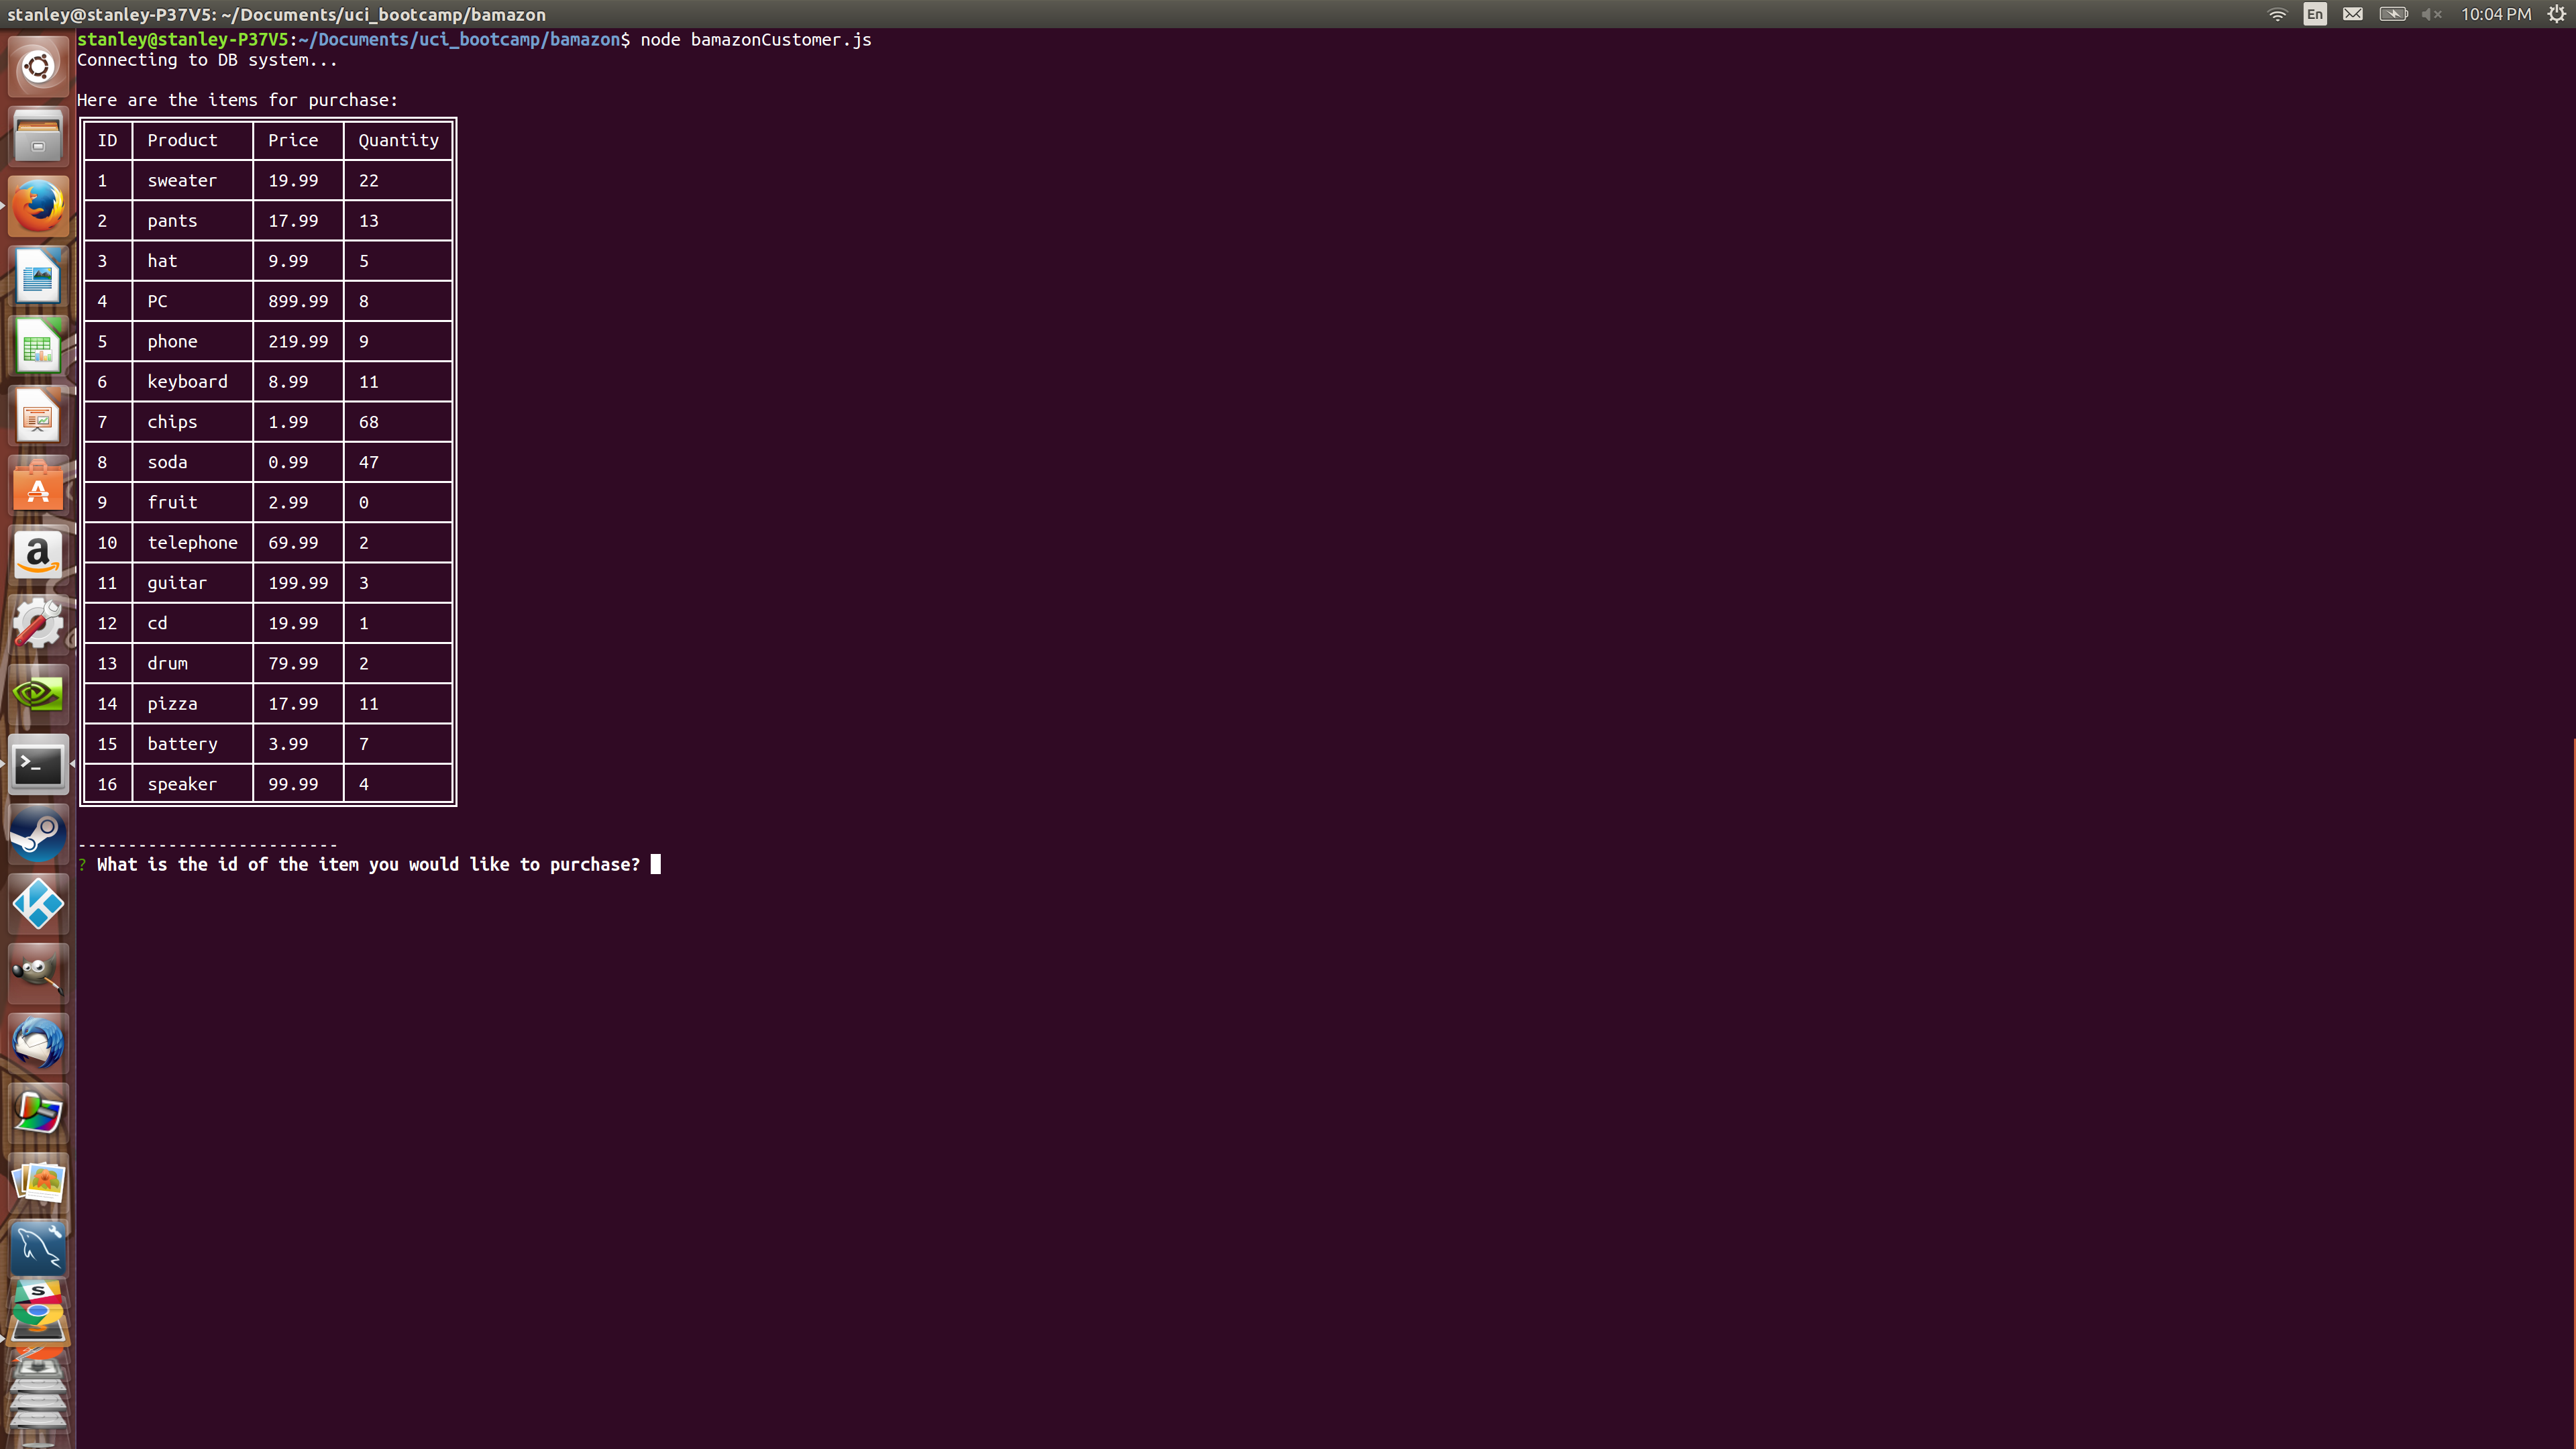 stanley@stanley-P37V5: ~/Documents/uci_bootcamp/bamazon
En
10:04 PM
stanley@stanley-P37V5:~/Documents/uci_bootcamp/bamazon$ node bamazonCustomer.js
Connecting to DB system...
Here are the items for purchase:
ID Product Price Quantity
1 sweater 19.99 22
2 pants 17.99 13
3 hat 9.99 5
4 PC 899.99 8
5 phone 219.99 9
6 keyboard 8.99 11
7 chips 1.99 68
8 soda 0.99 47
9 fruit 2.99 0
10 telephone 69.99 2
11 guitar 199.99 3
12 cd 19.99 1
13 drum 79.99 2
14 pizza 17.99 11
15 battery 3.99 7
16 speaker 99.99 4
--------------------------
? What is the id of the item you would like to purchase?